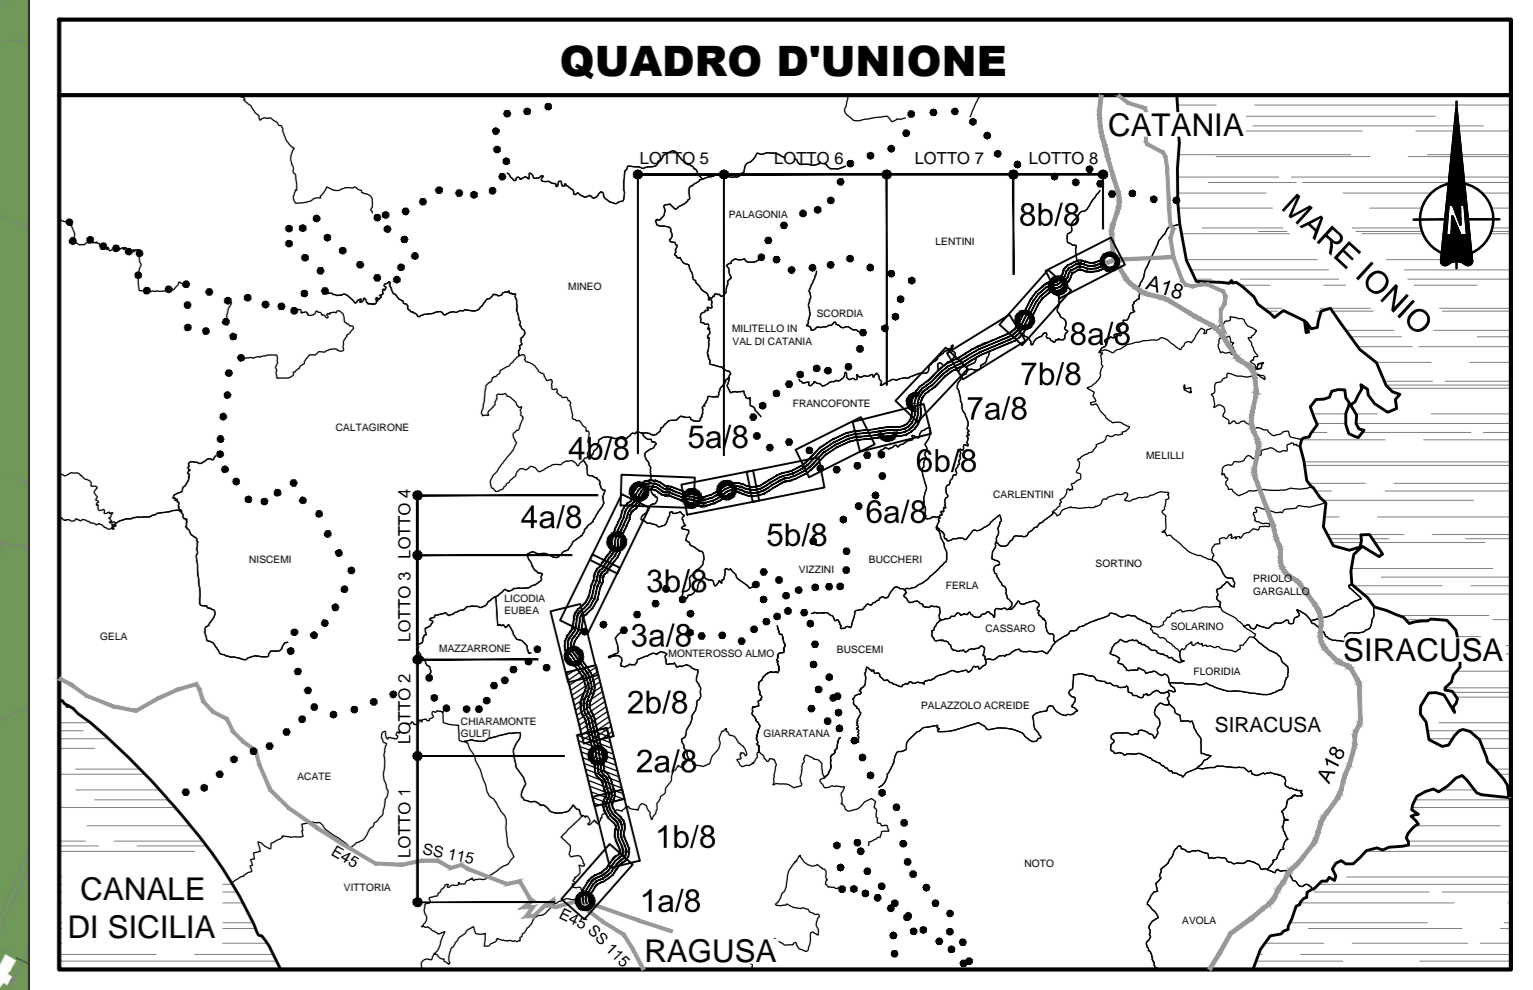 QUADRO D'UNIONE
CATANIA
LOTTO 5
LOTTO 6
LOTTO 7
LOTTO 8
PALAGONIA
8b/8
MARE IONIO
N
LENTINI
MINEO
A18
SCORDIA
MILITELLO IN
VAL DI CATANIA
8a/8
7b/8
FRANCOFONTE
7a/8
CALTAGIRONE
4b/8
5a/8
6b/8
MELILLI
CARLENTINI
LOTTO 4
4a/8
6a/8
5b/8
NISCEMI
VIZZINI
BUCCHERI
SORTINO
3b/8
FERLA
PRIOLO
GARGALLO
LOTTO 3
LICODIA
EUBEA
GELA
3a/8
CASSARO
SOLARINO
MAZZARRONE
MONTEROSSO ALMO
BUSCEMI
SIRACUSA
FLORIDIA
LOTTO 2
2b/8
PALAZZOLO ACREIDE
CHIARAMONTE
GULFI
GIARRATANA
SIRACUSA
2a/8
A18
ACATE
LOTTO 1
1b/8
E45
SS 115
NOTO
VITTORIA
CANALE
DI SICILIA
1a/8
E45 SS 115
AVOLA
RAGUSA